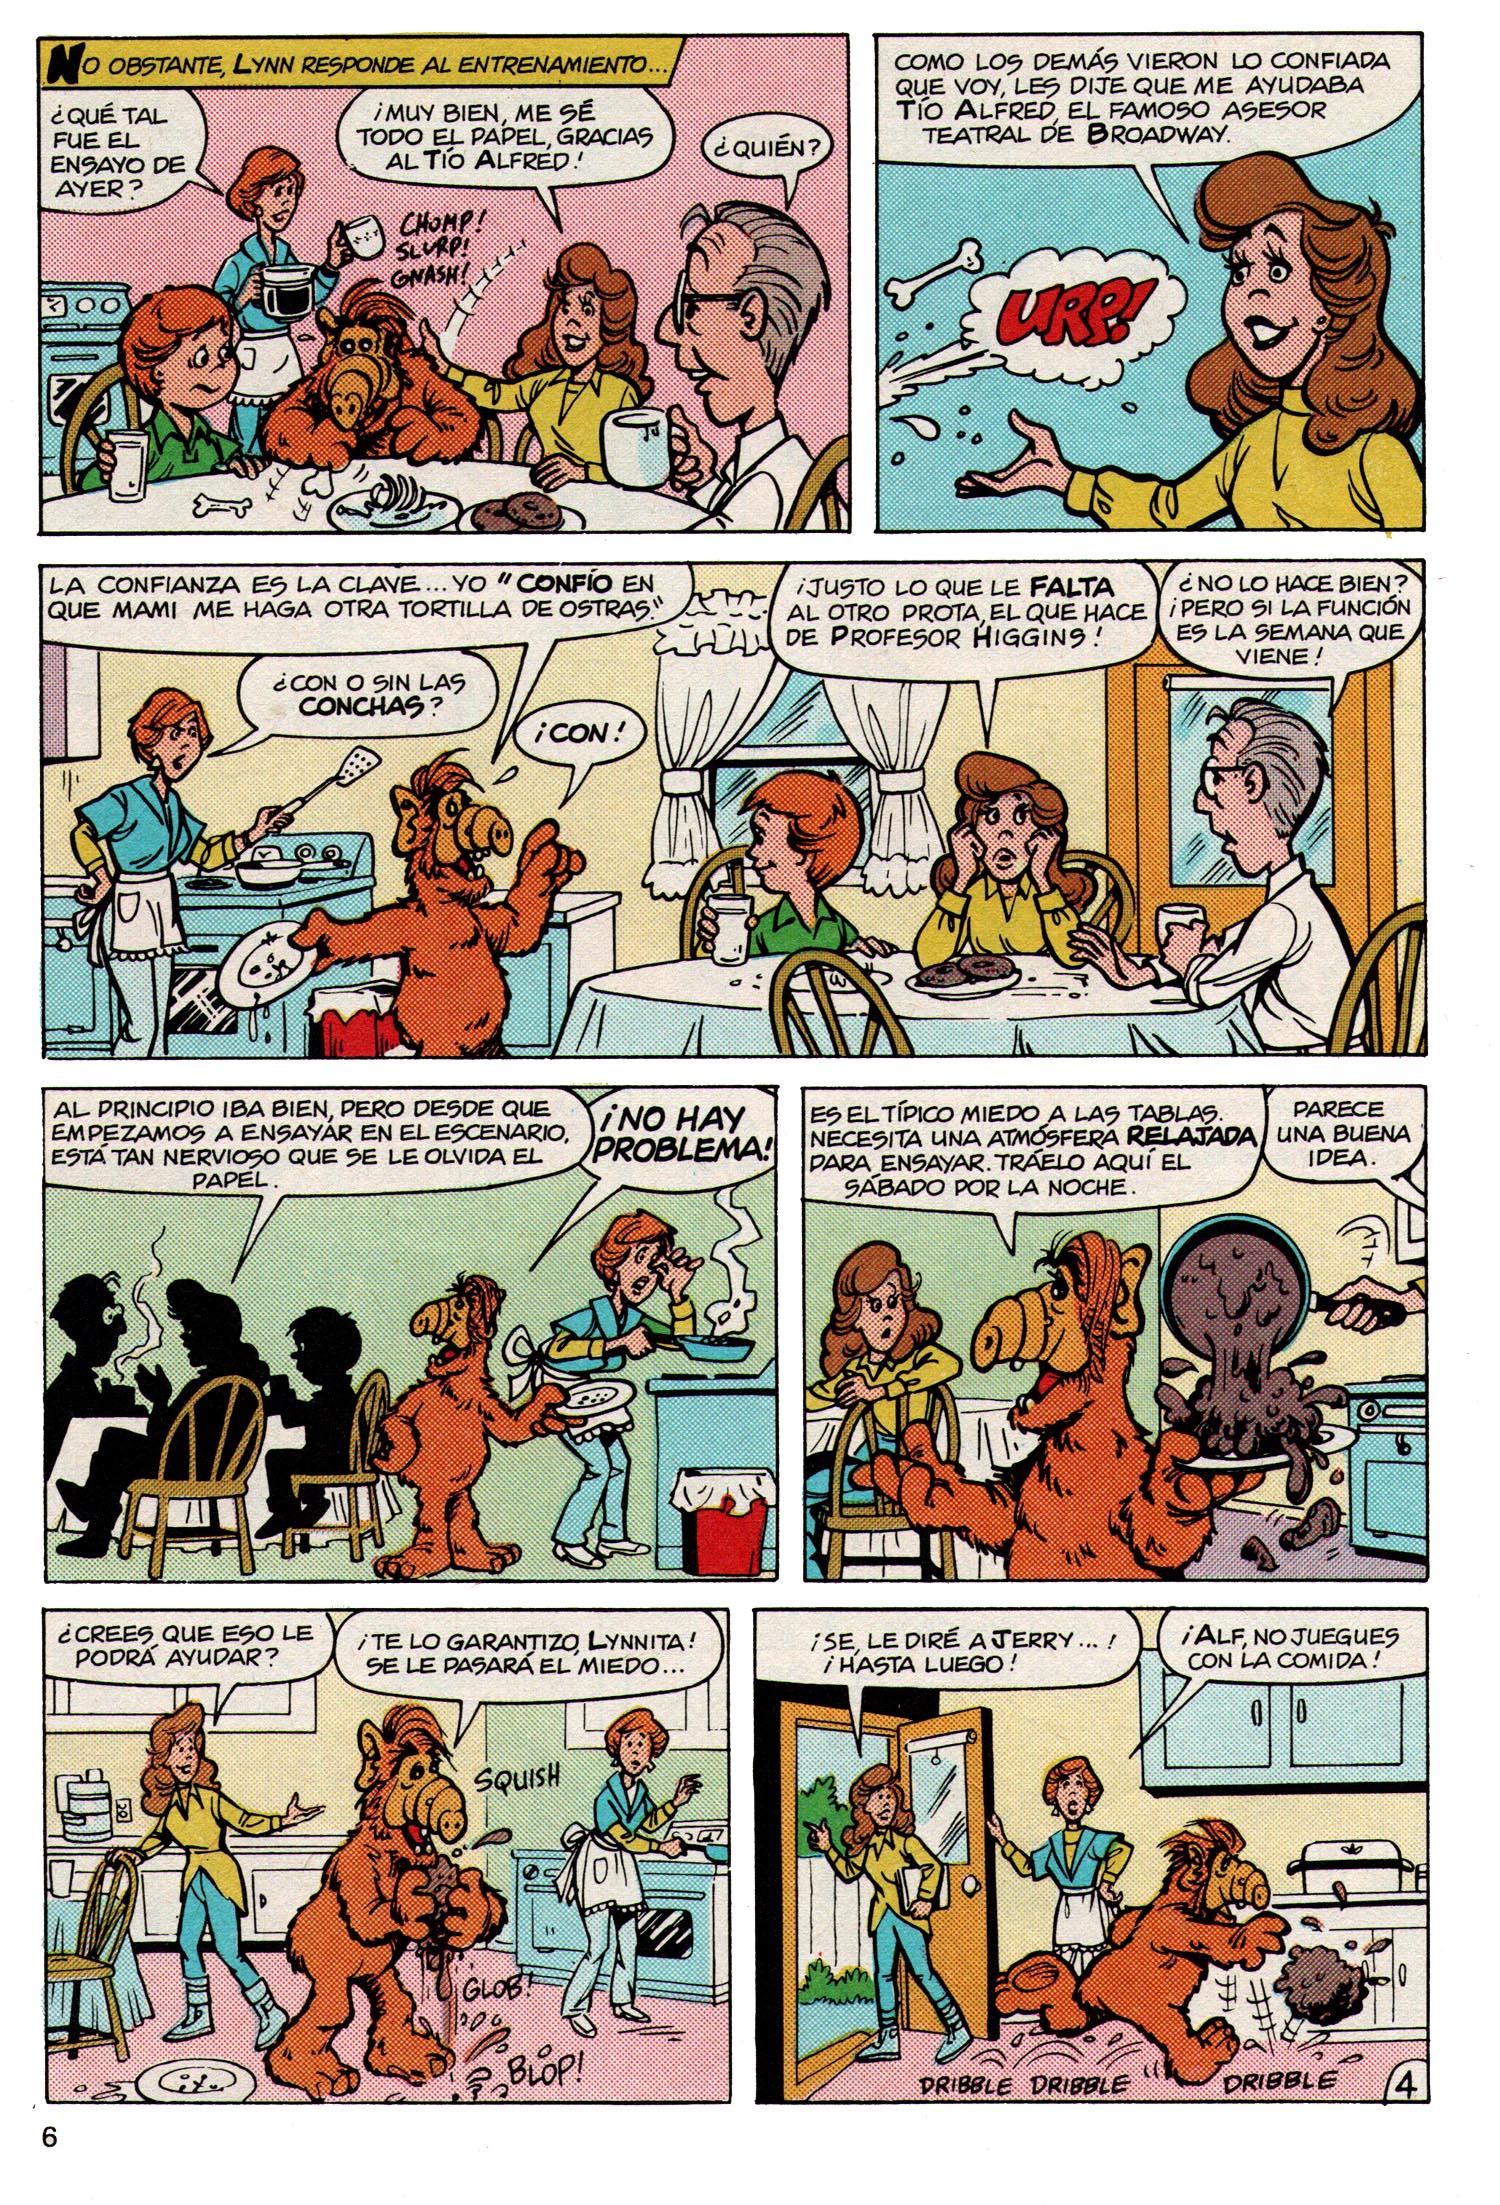 NO OBSTANTE, LYNN RESPONDE AL ENTRENAMIENTO...
¿QUÉ TAL
FUE EL
ENSAYO DE
AYER?
¡MUY BIEN, ME SÉ
TODO EL PAPEL, GRACIAS
AL TÍO ALFRED!
¿QUIÉN?
CHOMP!
SLURP!
GNASH!
COMO LOS DEMÁS VIERON LO CONFIADA
QUE VOY, LES DIJE QUE ME AYUDABA
TÍO ALFRED, EL FAMOSO ASESOR
TEATRAL DE BROADWAY.
URP!
LA CONFIANZA ES LA CLAVE... YO "CONFÍO EN
QUE MAMI ME HAGA OTRA TORTILLA DE OSTRAS."
¿CON O SIN LAS
CONCHAS?
¡CON!
¡JUSTO LO QUE LE FALTA
AL OTRO PROTA, EL QUE HACE
DE PROFESOR HIGGINS!
¿NO LO HACE BIEN?
¡PERO SI LA FUNCIÓN
ES LA SEMANA QUE
VIENE!
AL PRINCIPIO IBA BIEN, PERO DESDE QUE
EMPEZAMOS A ENSAYAR EN EL ESCENARIO,
ESTÁ TAN NERVIOSO QUE SE LE OLVIDA EL
PAPEL.
¡NO HAY
PROBLEMA!
ES EL TÍPICO MIEDO A LAS TABLAS.
NECESITA UNA ATMÓSFERA RELAJADA
PARA ENSAYAR. TRÁELO AQUÍ EL
SÁBADO POR LA NOCHE.
PARECE
UNA BUENA
IDEA.
¿CREES QUE ESO LE
PODRÁ AYUDAR?
¡TE LO GARANTIZO, LYNNITA!
SE LE PASARÁ EL MIEDO...
SQUISH
GLOB!
BLOP!
¡SE, LE DIRÉ A JERRY...!
¡HASTA LUEGO!
¡ALF, NO JUEGUES
CON LA COMIDA!
DRIBBLE DRIBBLE DRIBBLE
4
6